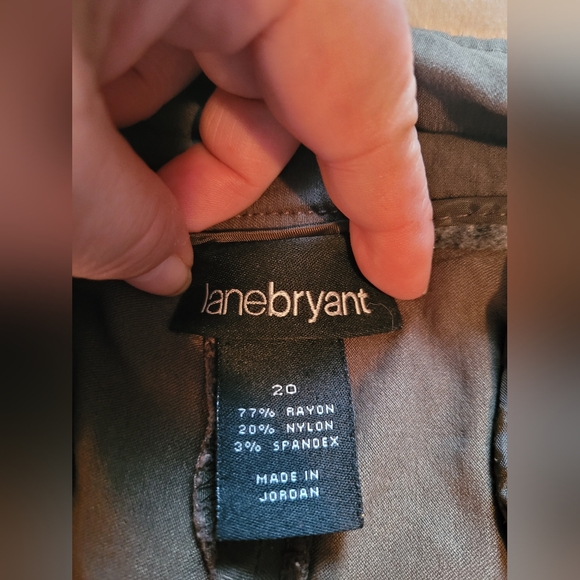 lanebryant
20
77% RAYON
20% NYLON
3% SPANDEX
MADE IN
JORDAN